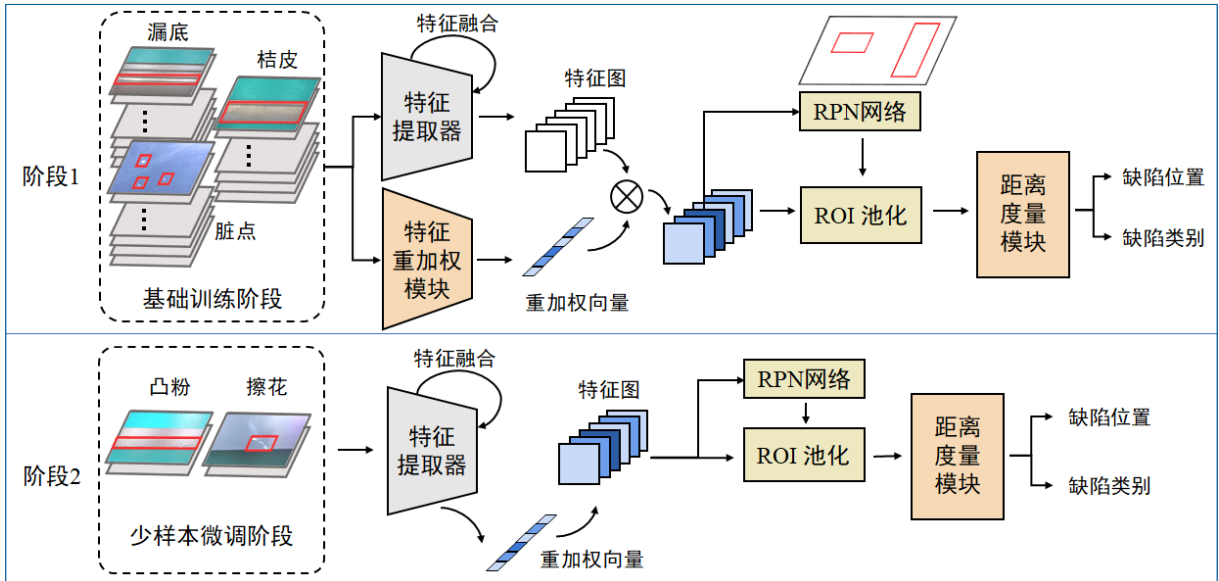 阶段1
漏底
桔皮
脏点
基础训练阶段
特征融合
特征
提取器
特征
重加权
模块
特征图
重加权向量
RPN网络
ROI 池化
距离
度量
模块
缺陷位置
缺陷类别
阶段2
凸粉
擦花
少样本微调阶段
特征融合
特征
提取器
特征图
重加权向量
RPN网络
ROI 池化
距离
度量
模块
缺陷位置
缺陷类别